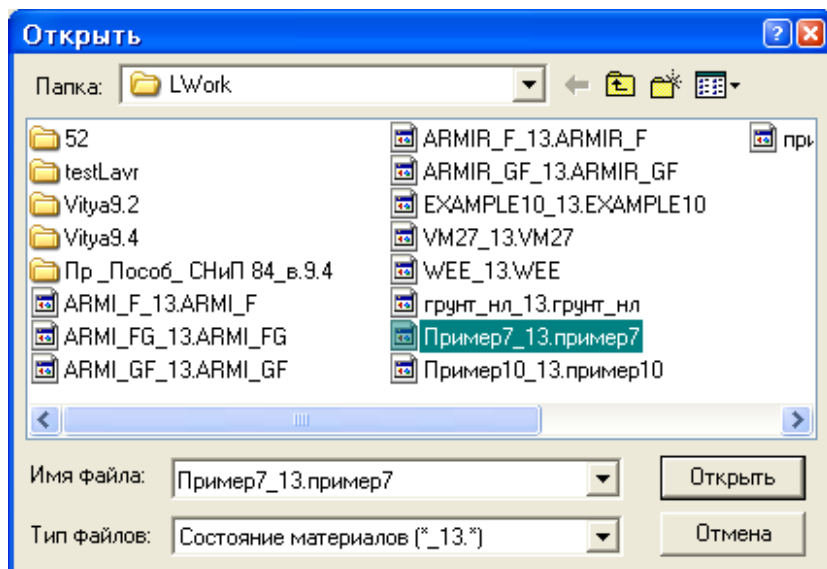 Открыть
Папка: LWork
52
testLavr
Vitya9.2
Vitya9.4
Пр _Пособ_ СНиП 84_в.9.4
ARMI_F_13.ARMI_F
ARMI_FG_13.ARMI_FG
ARMI_GF_13.ARMI_GF
ARMIR_F_13.ARMIR_F
ARMIR_GF_13.ARMIR_GF
EXAMPLE10_13.EXAMPLE10
VM27_13.VM27
WEE_13.WEE
грунт_нл_13.грунт_нл
Пример7_13.пример7
Пример10_13.пример10
Имя файла: Пример7_13.пример7
Открыть
Тип файлов: Состояние материалов (*_13.*)
Отмена